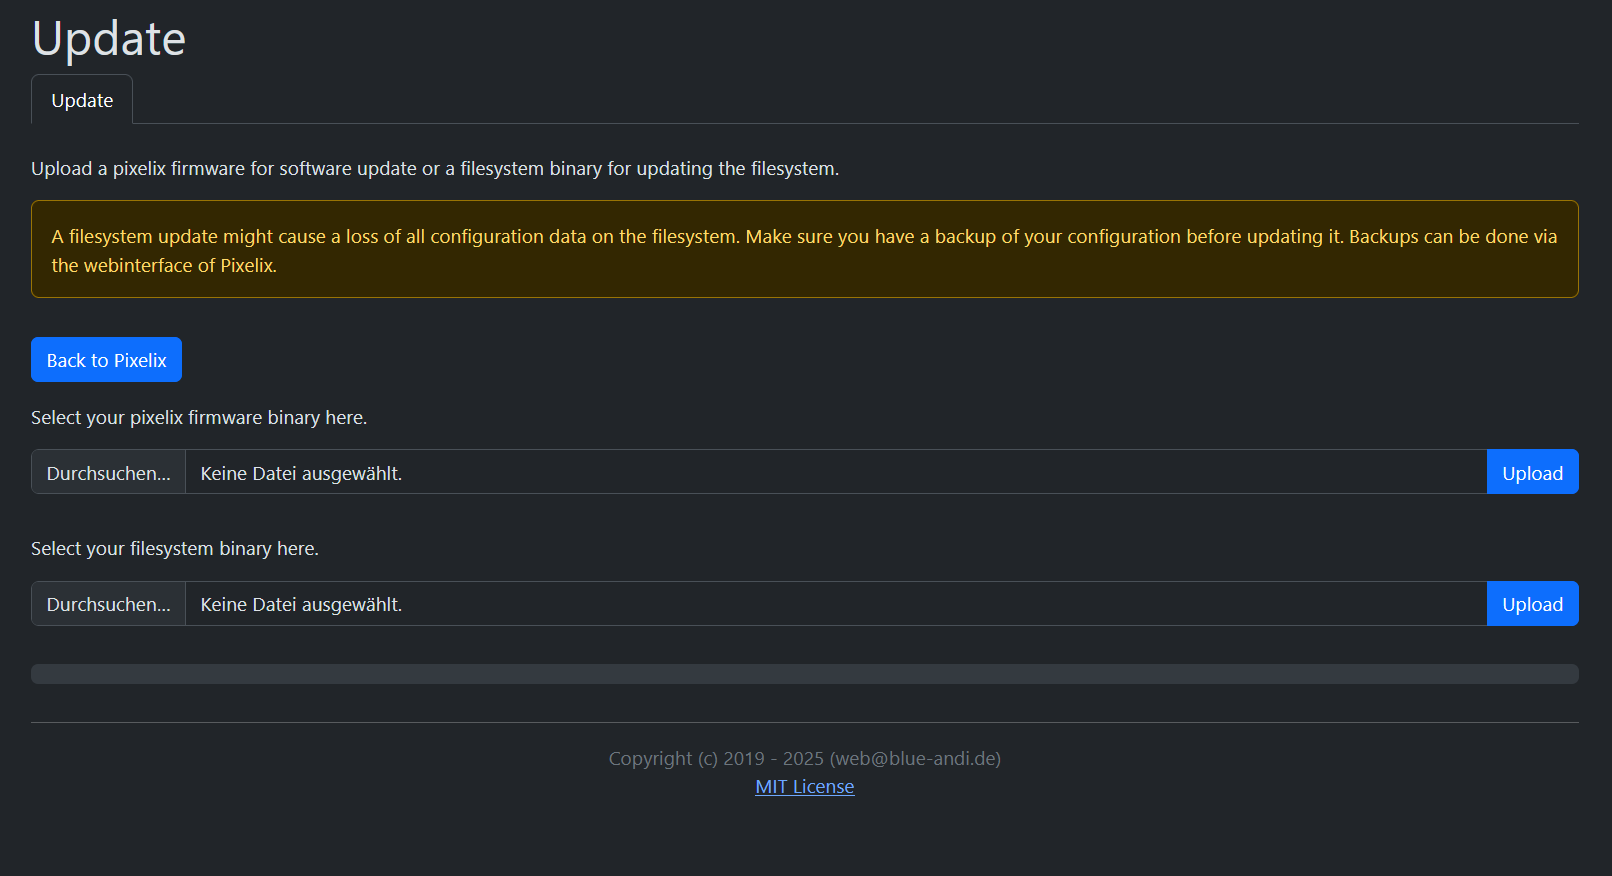 Update
Update
Upload a pixelix firmware for software update or a filesystem binary for updating the filesystem.
A filesystem update might cause a loss of all configuration data on the filesystem. Make sure you have a backup of your configuration before updating it. Backups can be done via
the webinterface of Pixelix.
Back to Pixelix
Select your pixelix firmware binary here.
Durchsuchen... Keine Datei ausgewählt. Upload
Select your filesystem binary here.
Durchsuchen... Keine Datei ausgewählt. Upload
Copyright (c) 2019 - 2025 (web@blue-andi.de)
MIT License